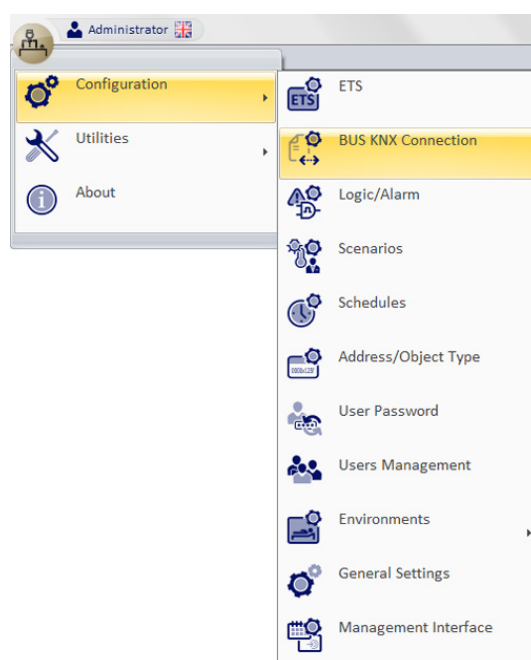 Administrator
Configuration
Utilities
About
ETS
ETS
BUS KNX Connection
Logic/Alarm
Scenarios
Schedules
Address/Object Type
User Password
Users Management
Environments
General Settings
Management Interface